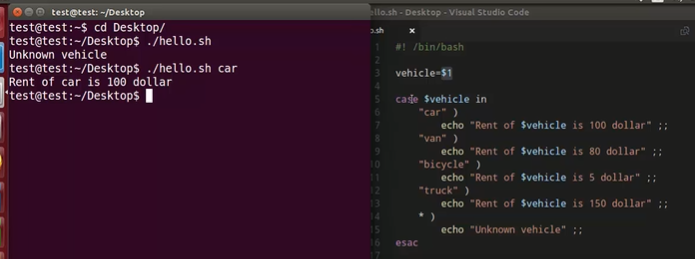 test@test: ~/Desktop
test@test:~$ cd Desktop/
test@test:~/Desktop$ ./hello.sh
Unknown vehicle
test@test:~/Desktop$ ./hello.sh car
Rent of car is 100 dollar
test@test:~/Desktop$
hello.sh - Desktop - Visual Studio Code
.sh
1 #! /bin/bash
2
3 vehicle=$1
4
5 case $vehicle in
6 "car" )
7 echo "Rent of $vehicle is 100 dollar" ;;
8 "van" )
9 echo "Rent of $vehicle is 80 dollar" ;;
10 "bicycle" )
11 echo "Rent of $vehicle is 5 dollar" ;;
12 "truck" )
13 echo "Rent of $vehicle is 150 dollar" ;;
14 * )
15 echo "Unknown vehicle" ;;
16 esac